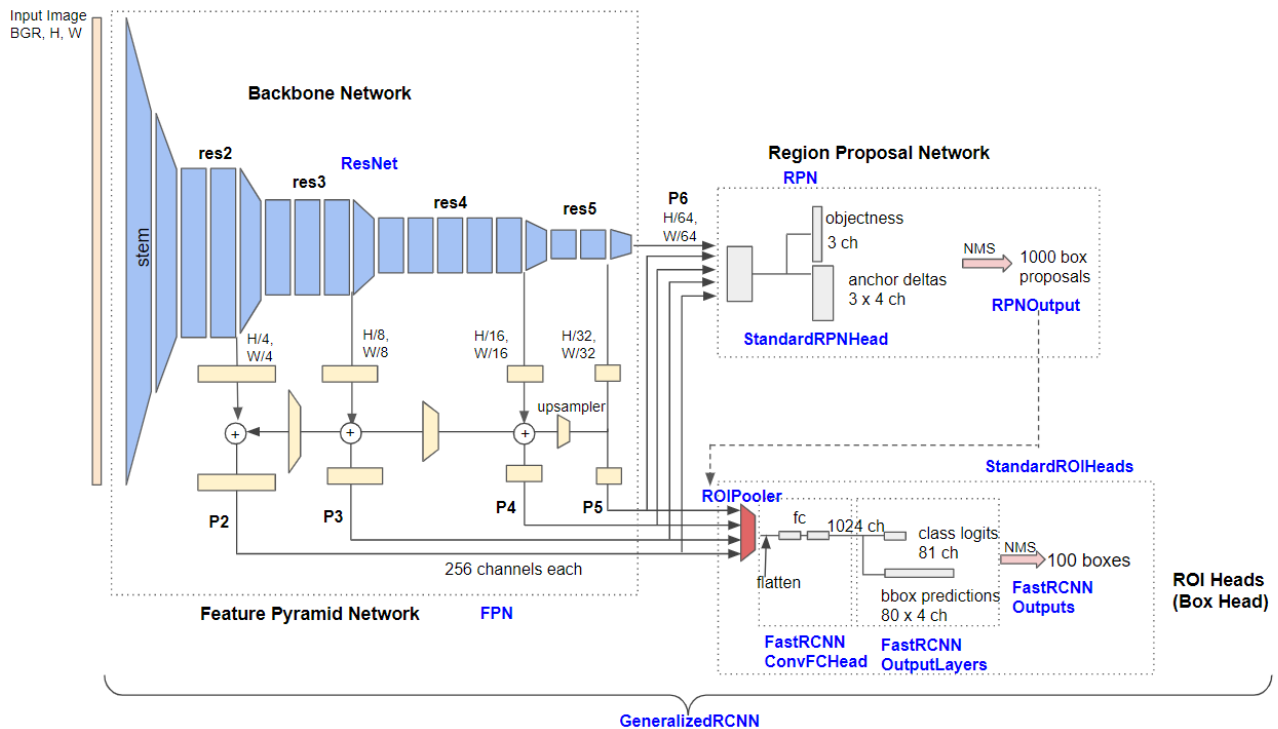 Input Image
BGR, H, W
Backbone Network
res2
ResNet
res3
res4
res5
stem
H/4,
W/4
H/8,
W/8
H/16,
W/16
H/32,
W/32
upsampler
+
+
+
P2
P3
P4
P5
256 channels each
Feature Pyramid Network
FPN
Region Proposal Network
RPN
P6
H/64,
W/64
objectness
3 ch
anchor deltas
3 x 4 ch
StandardRPNHead
NMS
1000 box
proposals
RPNOutput
StandardROIHeads
ROIPooler
fc
1024 ch
flatten
class logits
81 ch
bbox predictions
80 x 4 ch
NMS
100 boxes
FastRCNN
Outputs
FastRCNN
ConvFCHead
FastRCNN
OutputLayers
ROI Heads
(Box Head)
GeneralizedRCNN